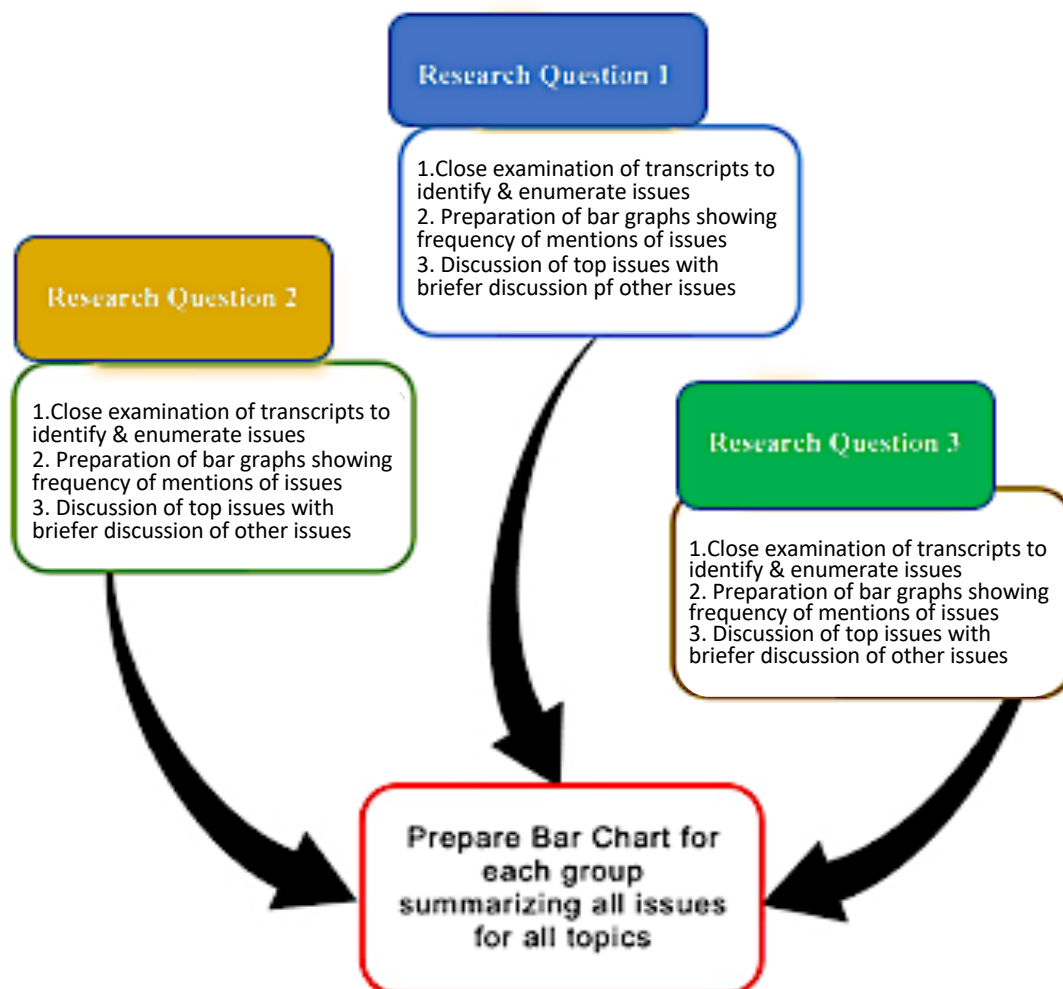 Research Question 1
1.Close examination of transcripts to
identify & enumerate issues
2. Preparation of bar graphs showing
frequency of mentions of issues
3. Discussion of top issues with
briefer discussion pf other issues
Research Question 2
1.Close examination of transcripts to
identify & enumerate issues
2. Preparation of bar graphs showing
frequency of mentions of issues
3. Discussion of top issues with
briefer discussion of other issues
Research Question 3
1.Close examination of transcripts to
identify & enumerate issues
2. Preparation of bar graphs showing
frequency of mentions of issues
3. Discussion of top issues with
briefer discussion of other issues
Prepare Bar Chart for
each group
summarizing all issues
for all topics